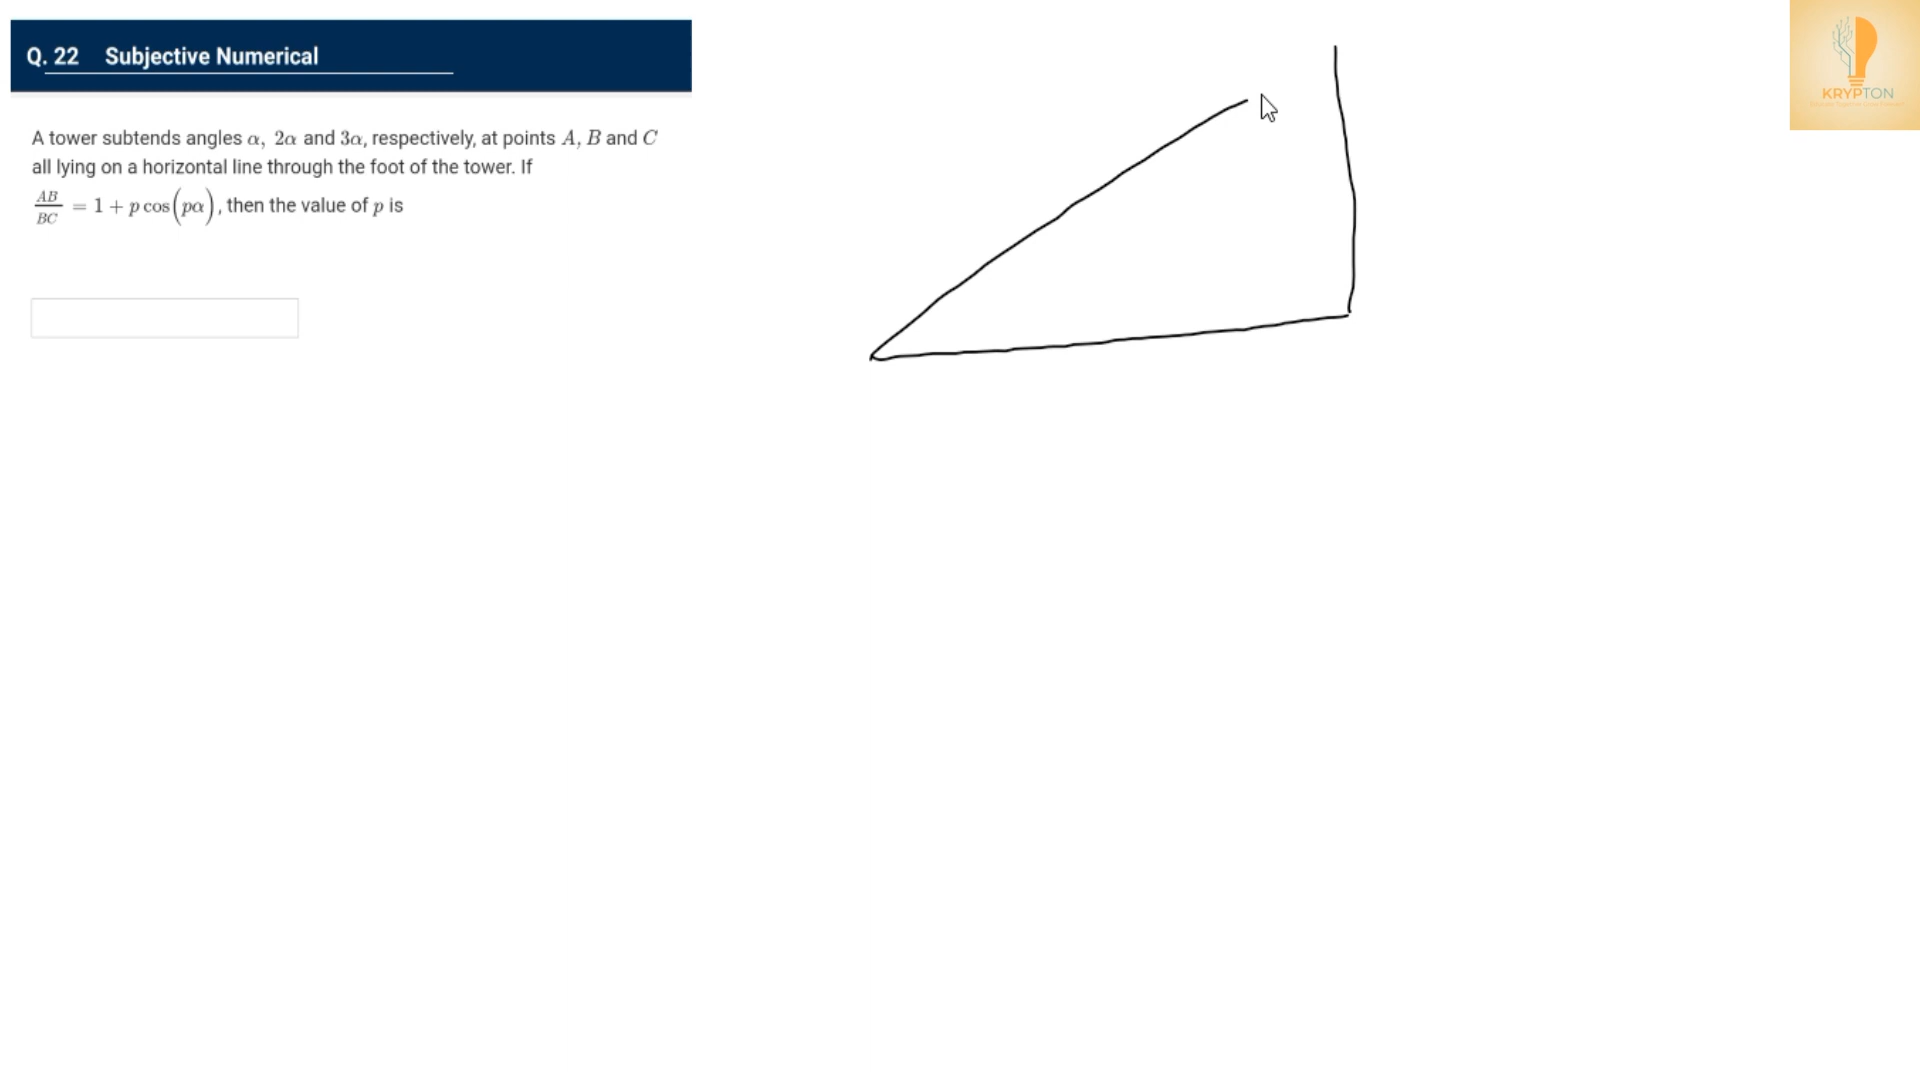 Q. 22 Subjective Numerical
A tower subtends angles α, 2α and 3α, respectively, at points A, B and C
all lying on a horizontal line through the foot of the tower. If
AB/BC = 1 + p cos(pα), then the value of p is
KRYPTON